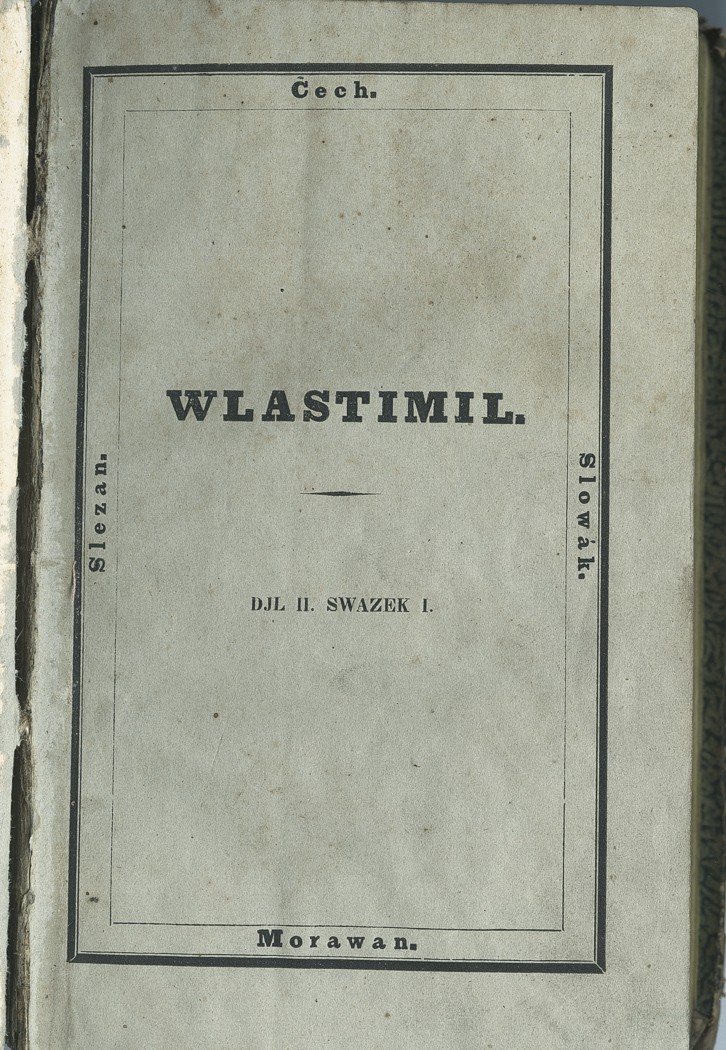 Čech.
WLASTIMIL.
Slezan.
Slowák.
DJL II. SWAZEK I.
Morawan.